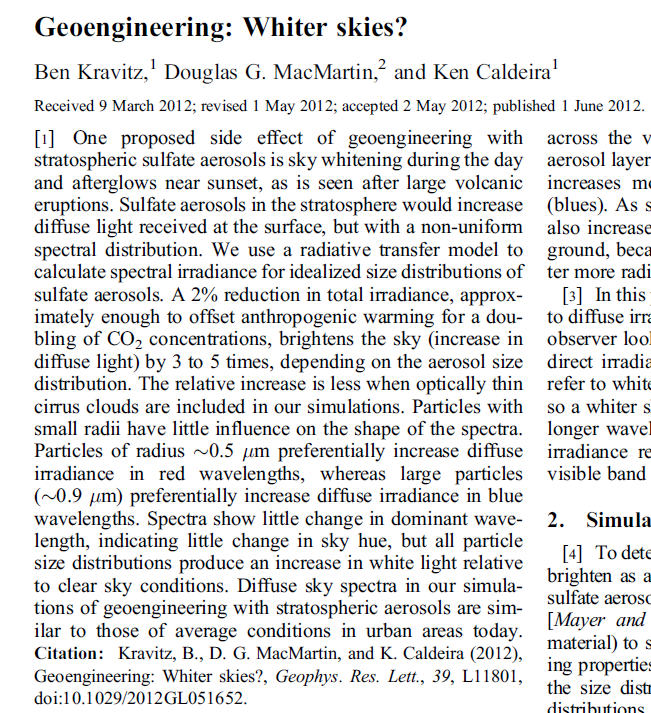 Geoengineering: Whiter skies?
Ben Kravitz,1 Douglas G. MacMartin,2 and Ken Caldeira1
Received 9 March 2012; revised 1 May 2012; accepted 2 May 2012; published 1 June 2012.
[1] One proposed side effect of geoengineering with
stratospheric sulfate aerosols is sky whitening during the day
and afterglows near sunset, as is seen after large volcanic
eruptions. Sulfate aerosols in the stratosphere would increase
diffuse light received at the surface, but with a non-uniform
spectral distribution. We use a radiative transfer model to
calculate spectral irradiance for idealized size distributions of
sulfate aerosols. A 2% reduction in total irradiance, approx-
imately enough to offset anthropogenic warming for a dou-
bling of CO2 concentrations, brightens the sky (increase in
diffuse light) by 3 to 5 times, depending on the aerosol size
distribution. The relative increase is less when optically thin
cirrus clouds are included in our simulations. Particles with
small radii have little influence on the shape of the spectra.
Particles of radius ∼0.5 μm preferentially increase diffuse
irradiance in red wavelengths, whereas large particles
(∼0.9 μm) preferentially increase diffuse irradiance in blue
wavelengths. Spectra show little change in dominant wave-
length, indicating little change in sky hue, but all particle
size distributions produce an increase in white light relative
to clear sky conditions. Diffuse sky spectra in our simula-
tions of geoengineering with stratospheric aerosols are sim-
ilar to those of average conditions in urban areas today.
Citation: Kravitz, B., D. G. MacMartin, and K. Caldeira (2012),
Geoengineering: Whiter skies?, Geophys. Res. Lett., 39, L11801,
doi:10.1029/2012GL051652.
across the v
aerosol layer
increases mo
(blues). As s
also increase
ground, beca
ter more radi
[3] In this
to diffuse irra
observer loo
direct irradia
refer to white
so a whiter s
longer wavel
irradiance re
visible band
2. Simula
[4] To dete
brighten as a
sulfate aeroso
[Mayer and
material) to s
ing properties
the size distr
distributions